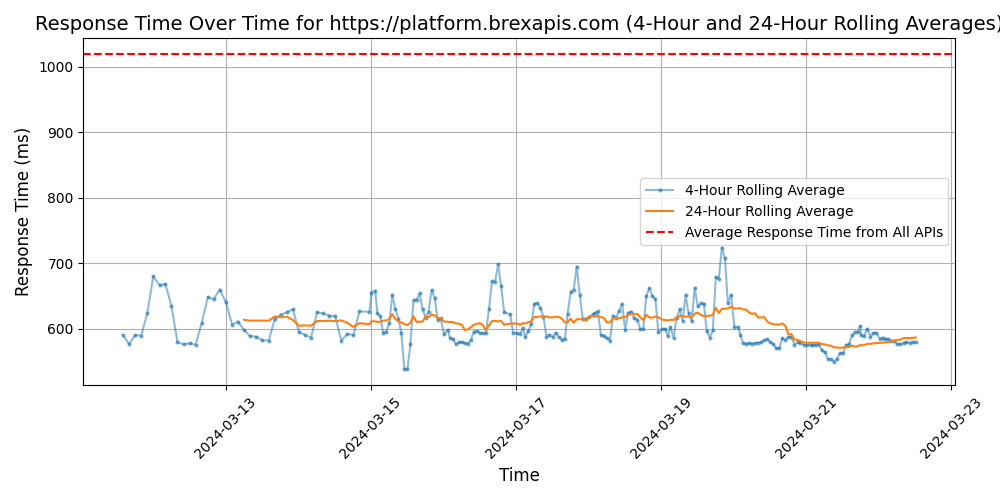 Response Time Over Time for https://platform.brexapis.com (4-Hour and 24-Hour Rolling Averages)
Response Time (ms)
1000
900
800
700
600
4-Hour Rolling Average
24-Hour Rolling Average
Average Response Time from All APIs
2024-03-13
2024-03-15
2024-03-17
2024-03-19
2024-03-21
2024-03-23
Time